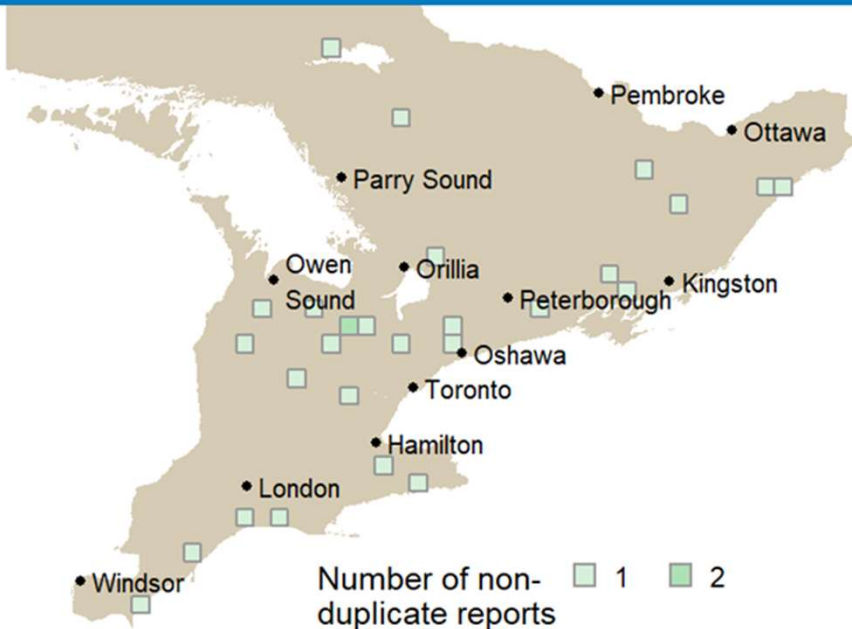 Pembroke
Ottawa
Parry Sound
Owen
Sound
Orillia
Kingston
Peterborough
Oshawa
Toronto
Hamilton
London
Windsor
Number of non-
duplicate reports
1
2